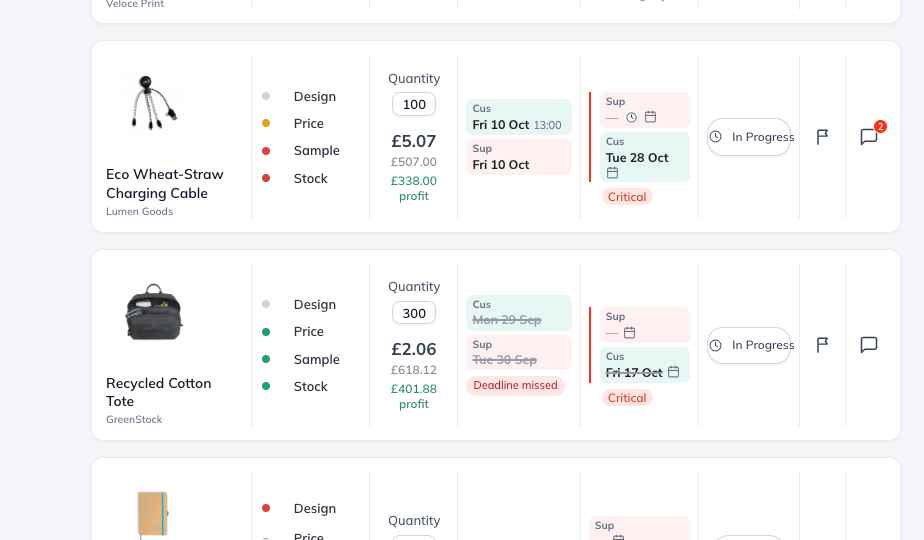 Veloce Print
Eco Wheat-Straw
Charging Cable
Lumen Goods
Design
Price
Sample
Stock
Quantity
100
£5.07
£507.00
£338.00
profit
Cus
Fri 10 Oct 13:00
Sup
Fri 10 Oct
Sup
—
Cus
Tue 28 Oct
Critical
In Progress
2
Recycled Cotton
Tote
GreenStock
Design
Price
Sample
Stock
Quantity
300
£2.06
£618.12
£401.88
profit
Cus
Mon 29 Sep
Sup
Tue 30 Sep
Deadline missed
Sup
—
Cus
Fri 17 Oct
Critical
In Progress
Design
Price
Quantity
Sup